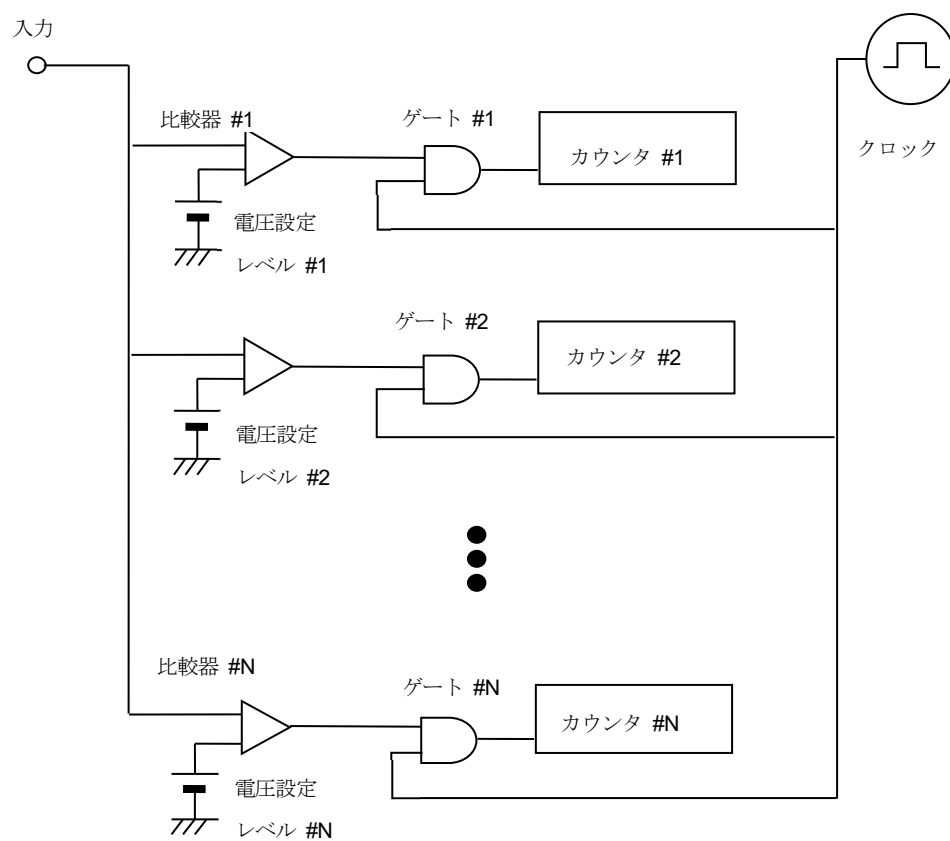 入力
比較器 #1
ゲート #1
カウンタ #1
クロック
電圧設定
レベル #1
ゲート #2
カウンタ #2
電圧設定
レベル #2
比較器 #N
ゲート #N
カウンタ #N
電圧設定
レベル #N